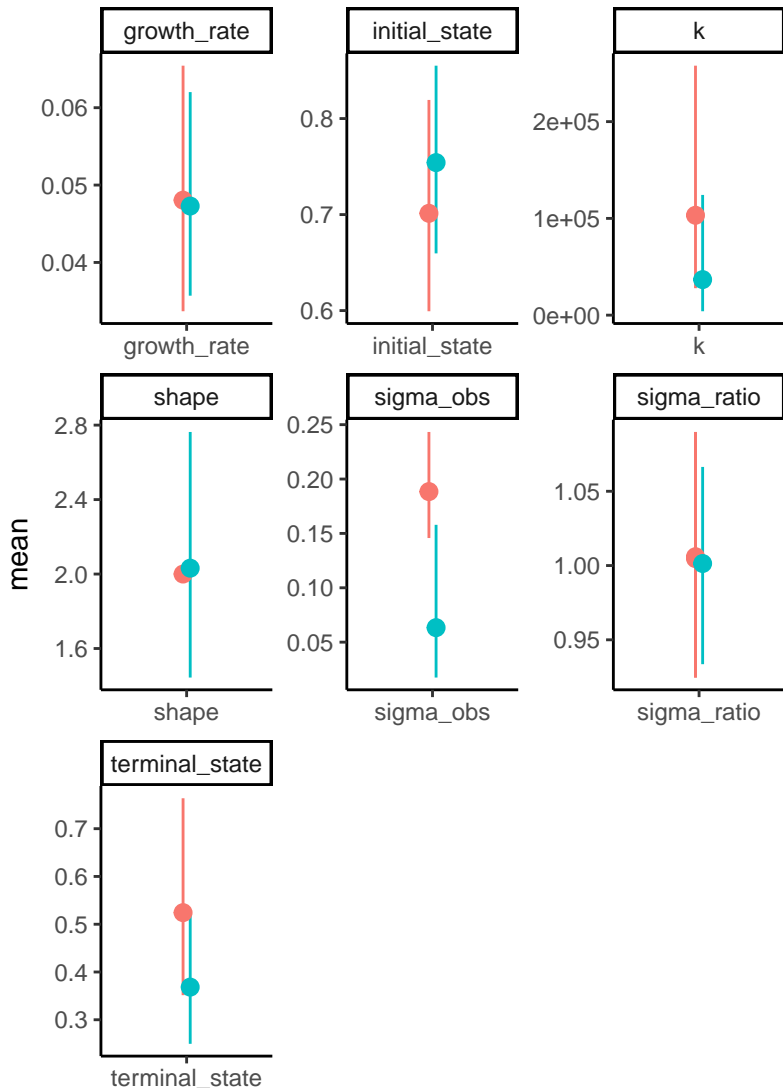 growth_rate
initial_state
k
0.06
0.05
0.04
growth_rate
0.8
0.7
0.6
initial_state
2e+05
1e+05
0e+00
k
shape
sigma_obs
sigma_ratio
mean
2.8
2.4
2.0
1.6
shape
0.25
0.20
0.15
0.10
0.05
sigma_obs
1.05
1.00
0.95
sigma_ratio
terminal_state
0.7
0.6
0.5
0.4
0.3
terminal_state